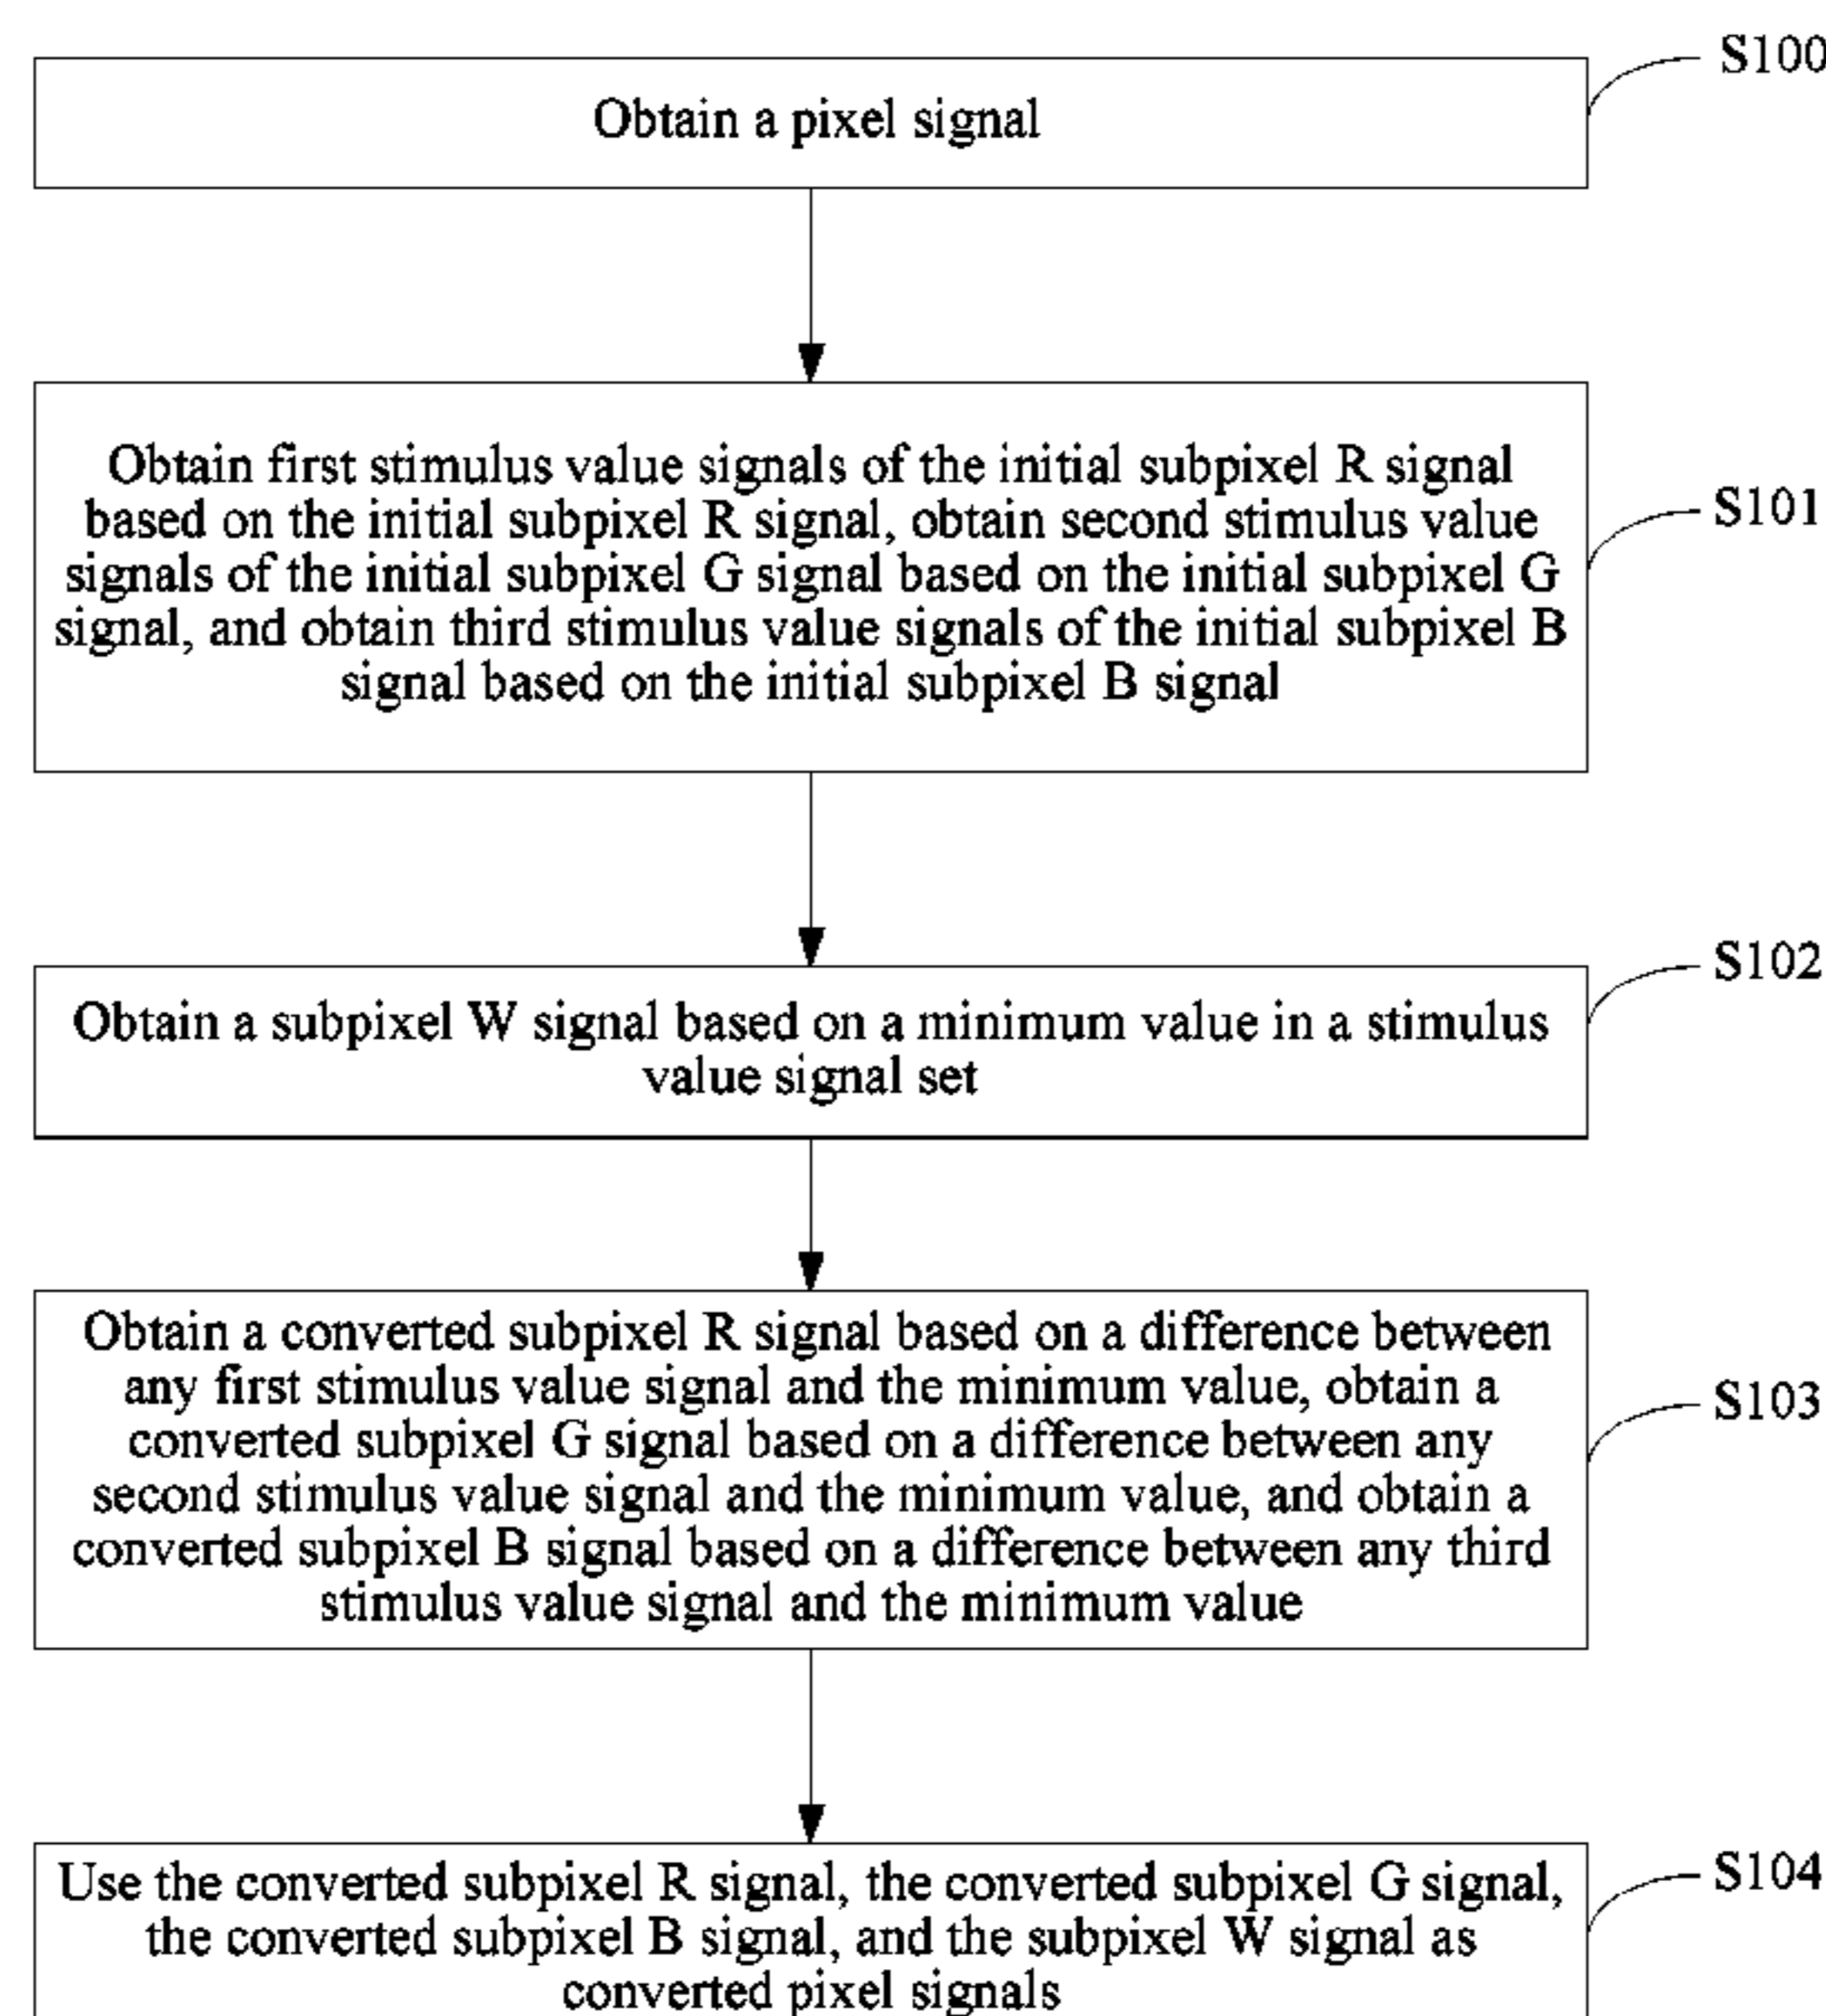 S100
Obtain a pixel signal
Obtain first stimulus value signals of the initial subpixel R signal
based on the initial subpixel R signal, obtain second stimulus value
signals of the initial subpixel G signal based on the initial subpixel G
signal, and obtain third stimulus value signals of the initial subpixel B
signal based on the initial subpixel B signal
S101
S102
Obtain a subpixel W signal based on a minimum value in a stimulus
value signal set
Obtain a converted subpixel R signal based on a difference between
any first stimulus value signal and the minimum value, obtain a
converted subpixel G signal based on a difference between any
second stimulus value signal and the minimum value, and obtain a
converted subpixel B signal based on a difference between any third
stimulus value signal and the minimum value
S103
Use the converted subpixel R signal, the converted subpixel G signal,
the converted subpixel B signal, and the subpixel W signal as
converted pixel signals
S104